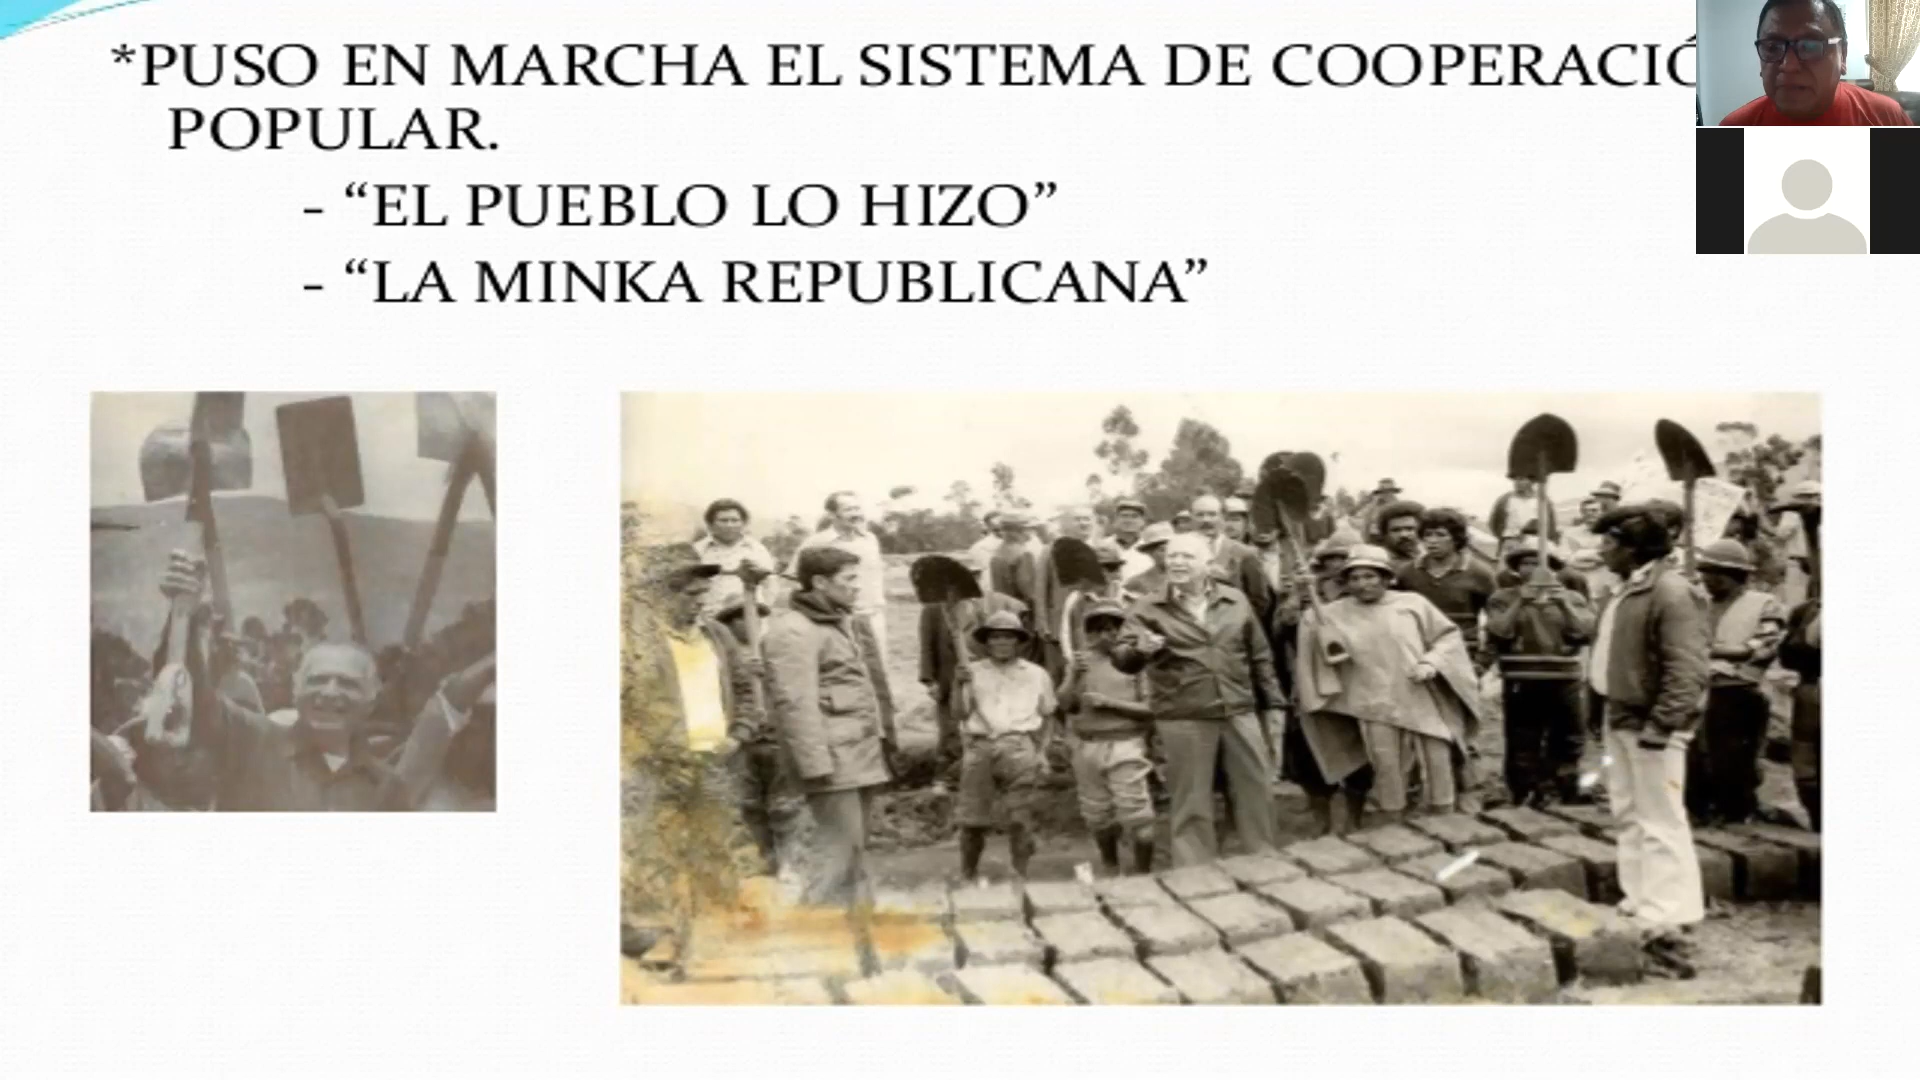 *PUSO EN MARCHA EL SISTEMA DE COOPERACIÓ
POPULAR.
- “EL PUEBLO LO HIZO”
- “LA MINKA REPUBLICANA”